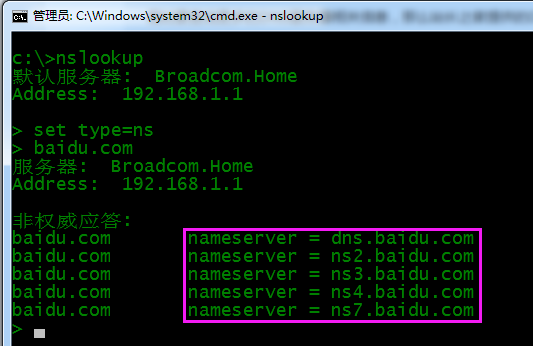 管理员: C:\Windows\system32\cmd.exe - nslookup
c:\>nslookup
默认服务器:  Broadcom.Home
Address:  192.168.1.1
> set type=ns
> baidu.com
服务器:  Broadcom.Home
Address:  192.168.1.1
非权威应答:
baidu.com       nameserver = dns.baidu.com
baidu.com       nameserver = ns2.baidu.com
baidu.com       nameserver = ns3.baidu.com
baidu.com       nameserver = ns4.baidu.com
baidu.com       nameserver = ns7.baidu.com
>